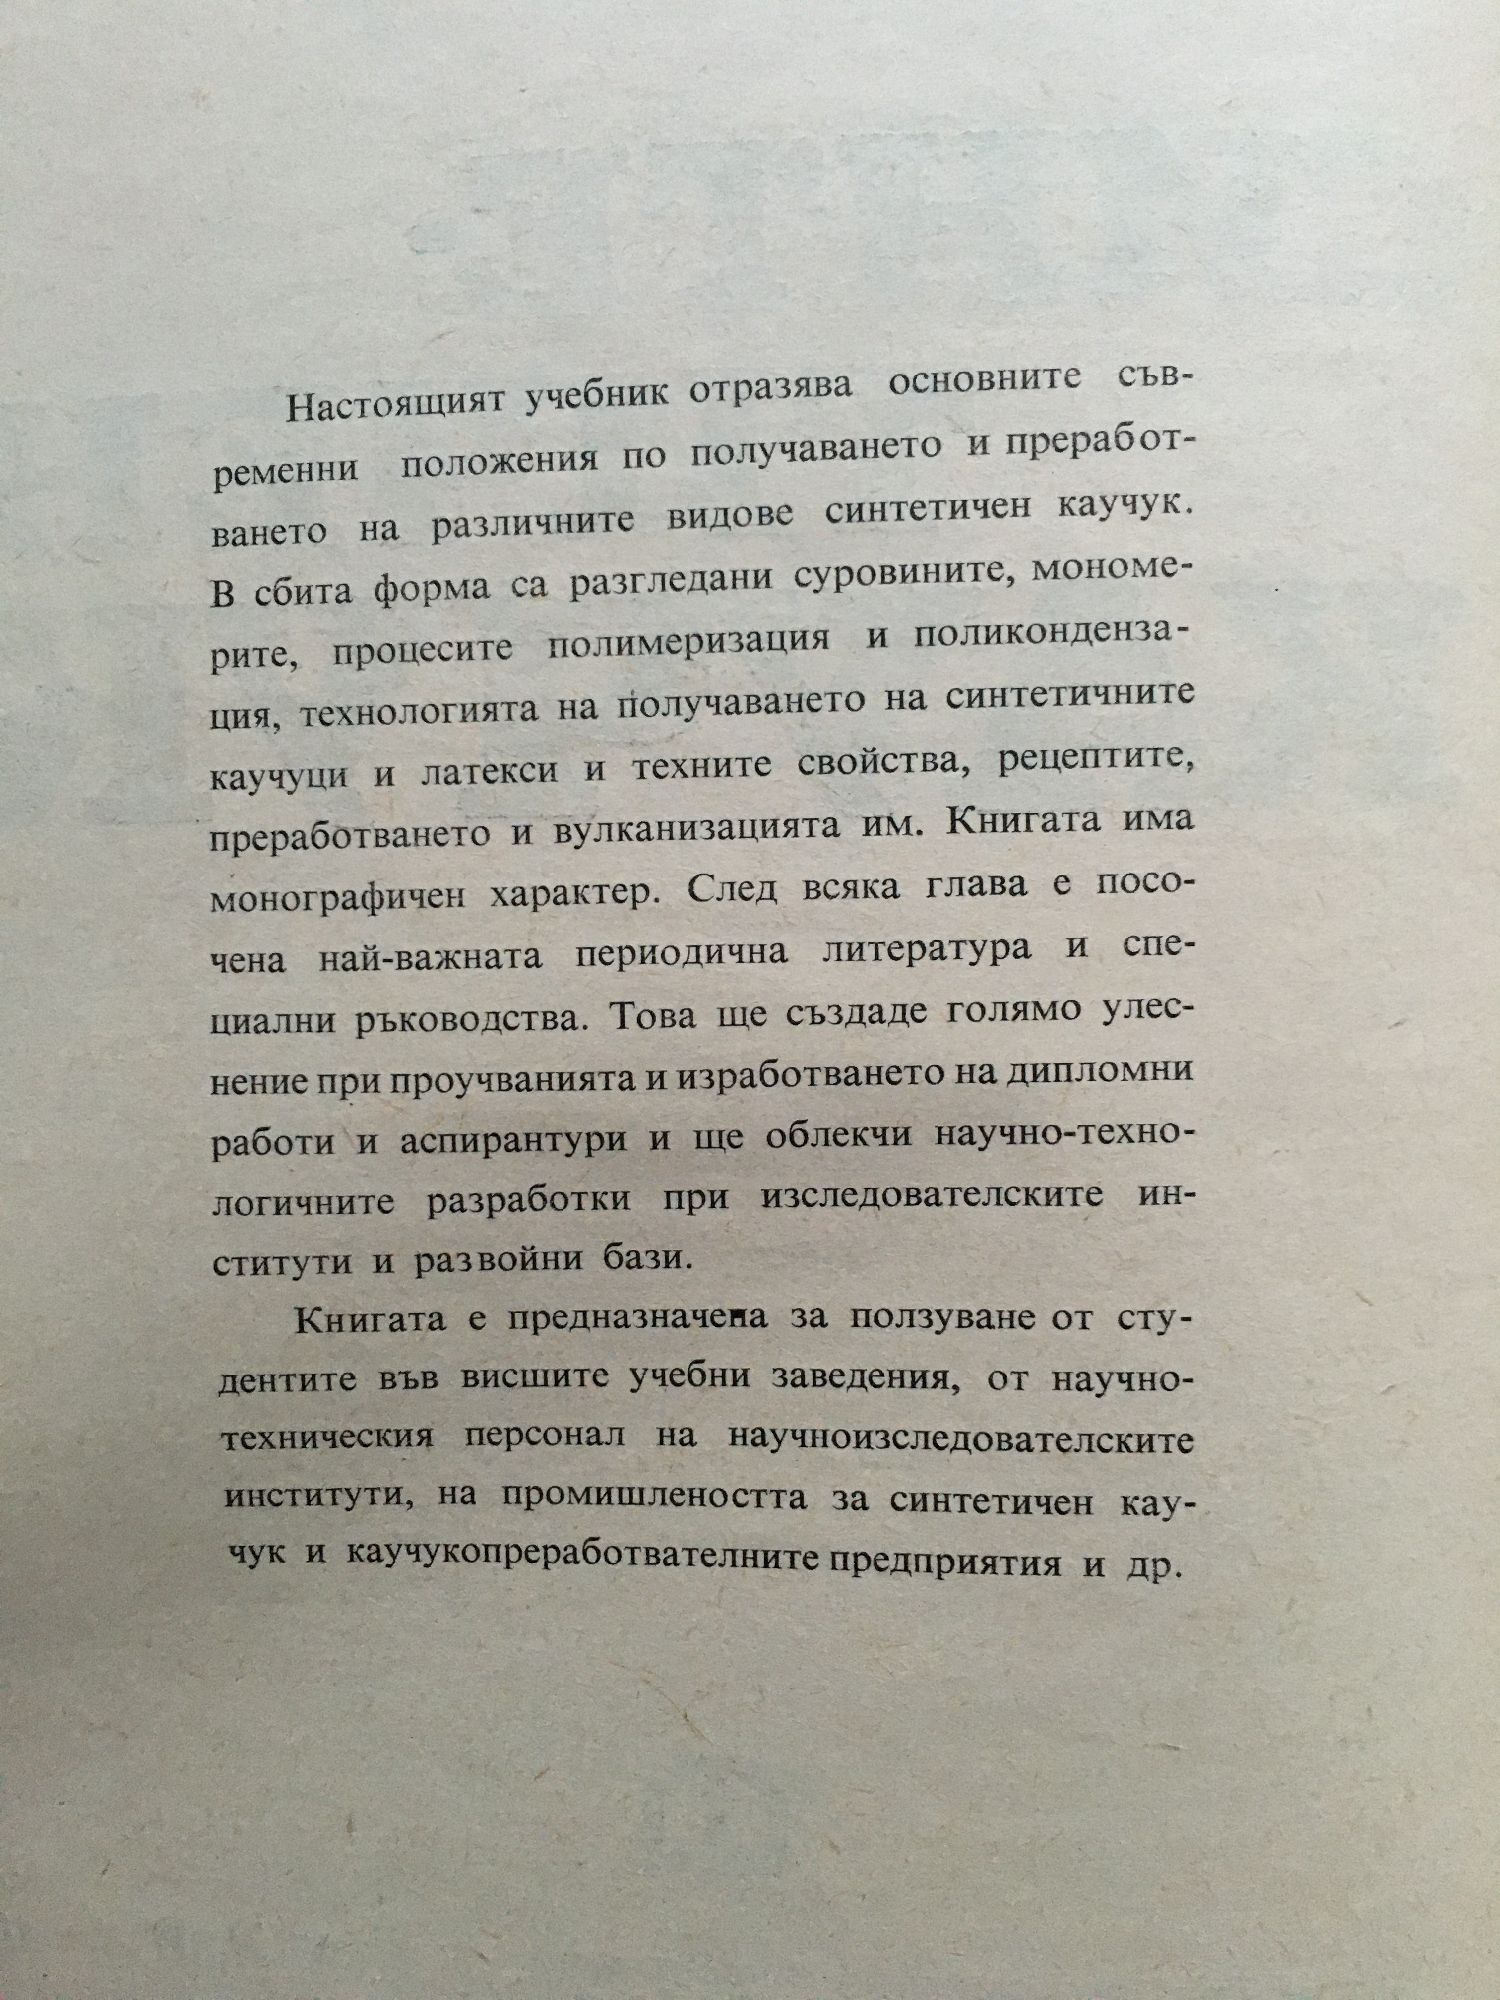 Настоящият учебник отразява основните съв-
ременни положения по получаването и преработ-
ването на различните видове синтетичен каучук.
В сбита форма са разгледани суровините, мономе-
рите, процесите полимеризация и поликонденза-
ция, технологията на получаването на синтетичните
каучуци и латекси и техните свойства, рецептите,
преработването и вулканизацията им. Книгата има
монографичен характер. След всяка глава е посо-
чена най-важната периодична литература и спе-
циални ръководства. Това ще създаде голямо улес-
нение при проучванията и изработването на дипломни
работи и аспирантури и ще облекчи научно-техно-
логичните разработки при изследователските ин-
ститути и развойни бази.
Книгата е предназначена за ползуване от сту-
дентите във висшите учебни заведения, от научно-
техническия персонал на научноизследователските
институти, на промишлеността за синтетичен кау-
чук и каучукопреработвателните предприятия и др.